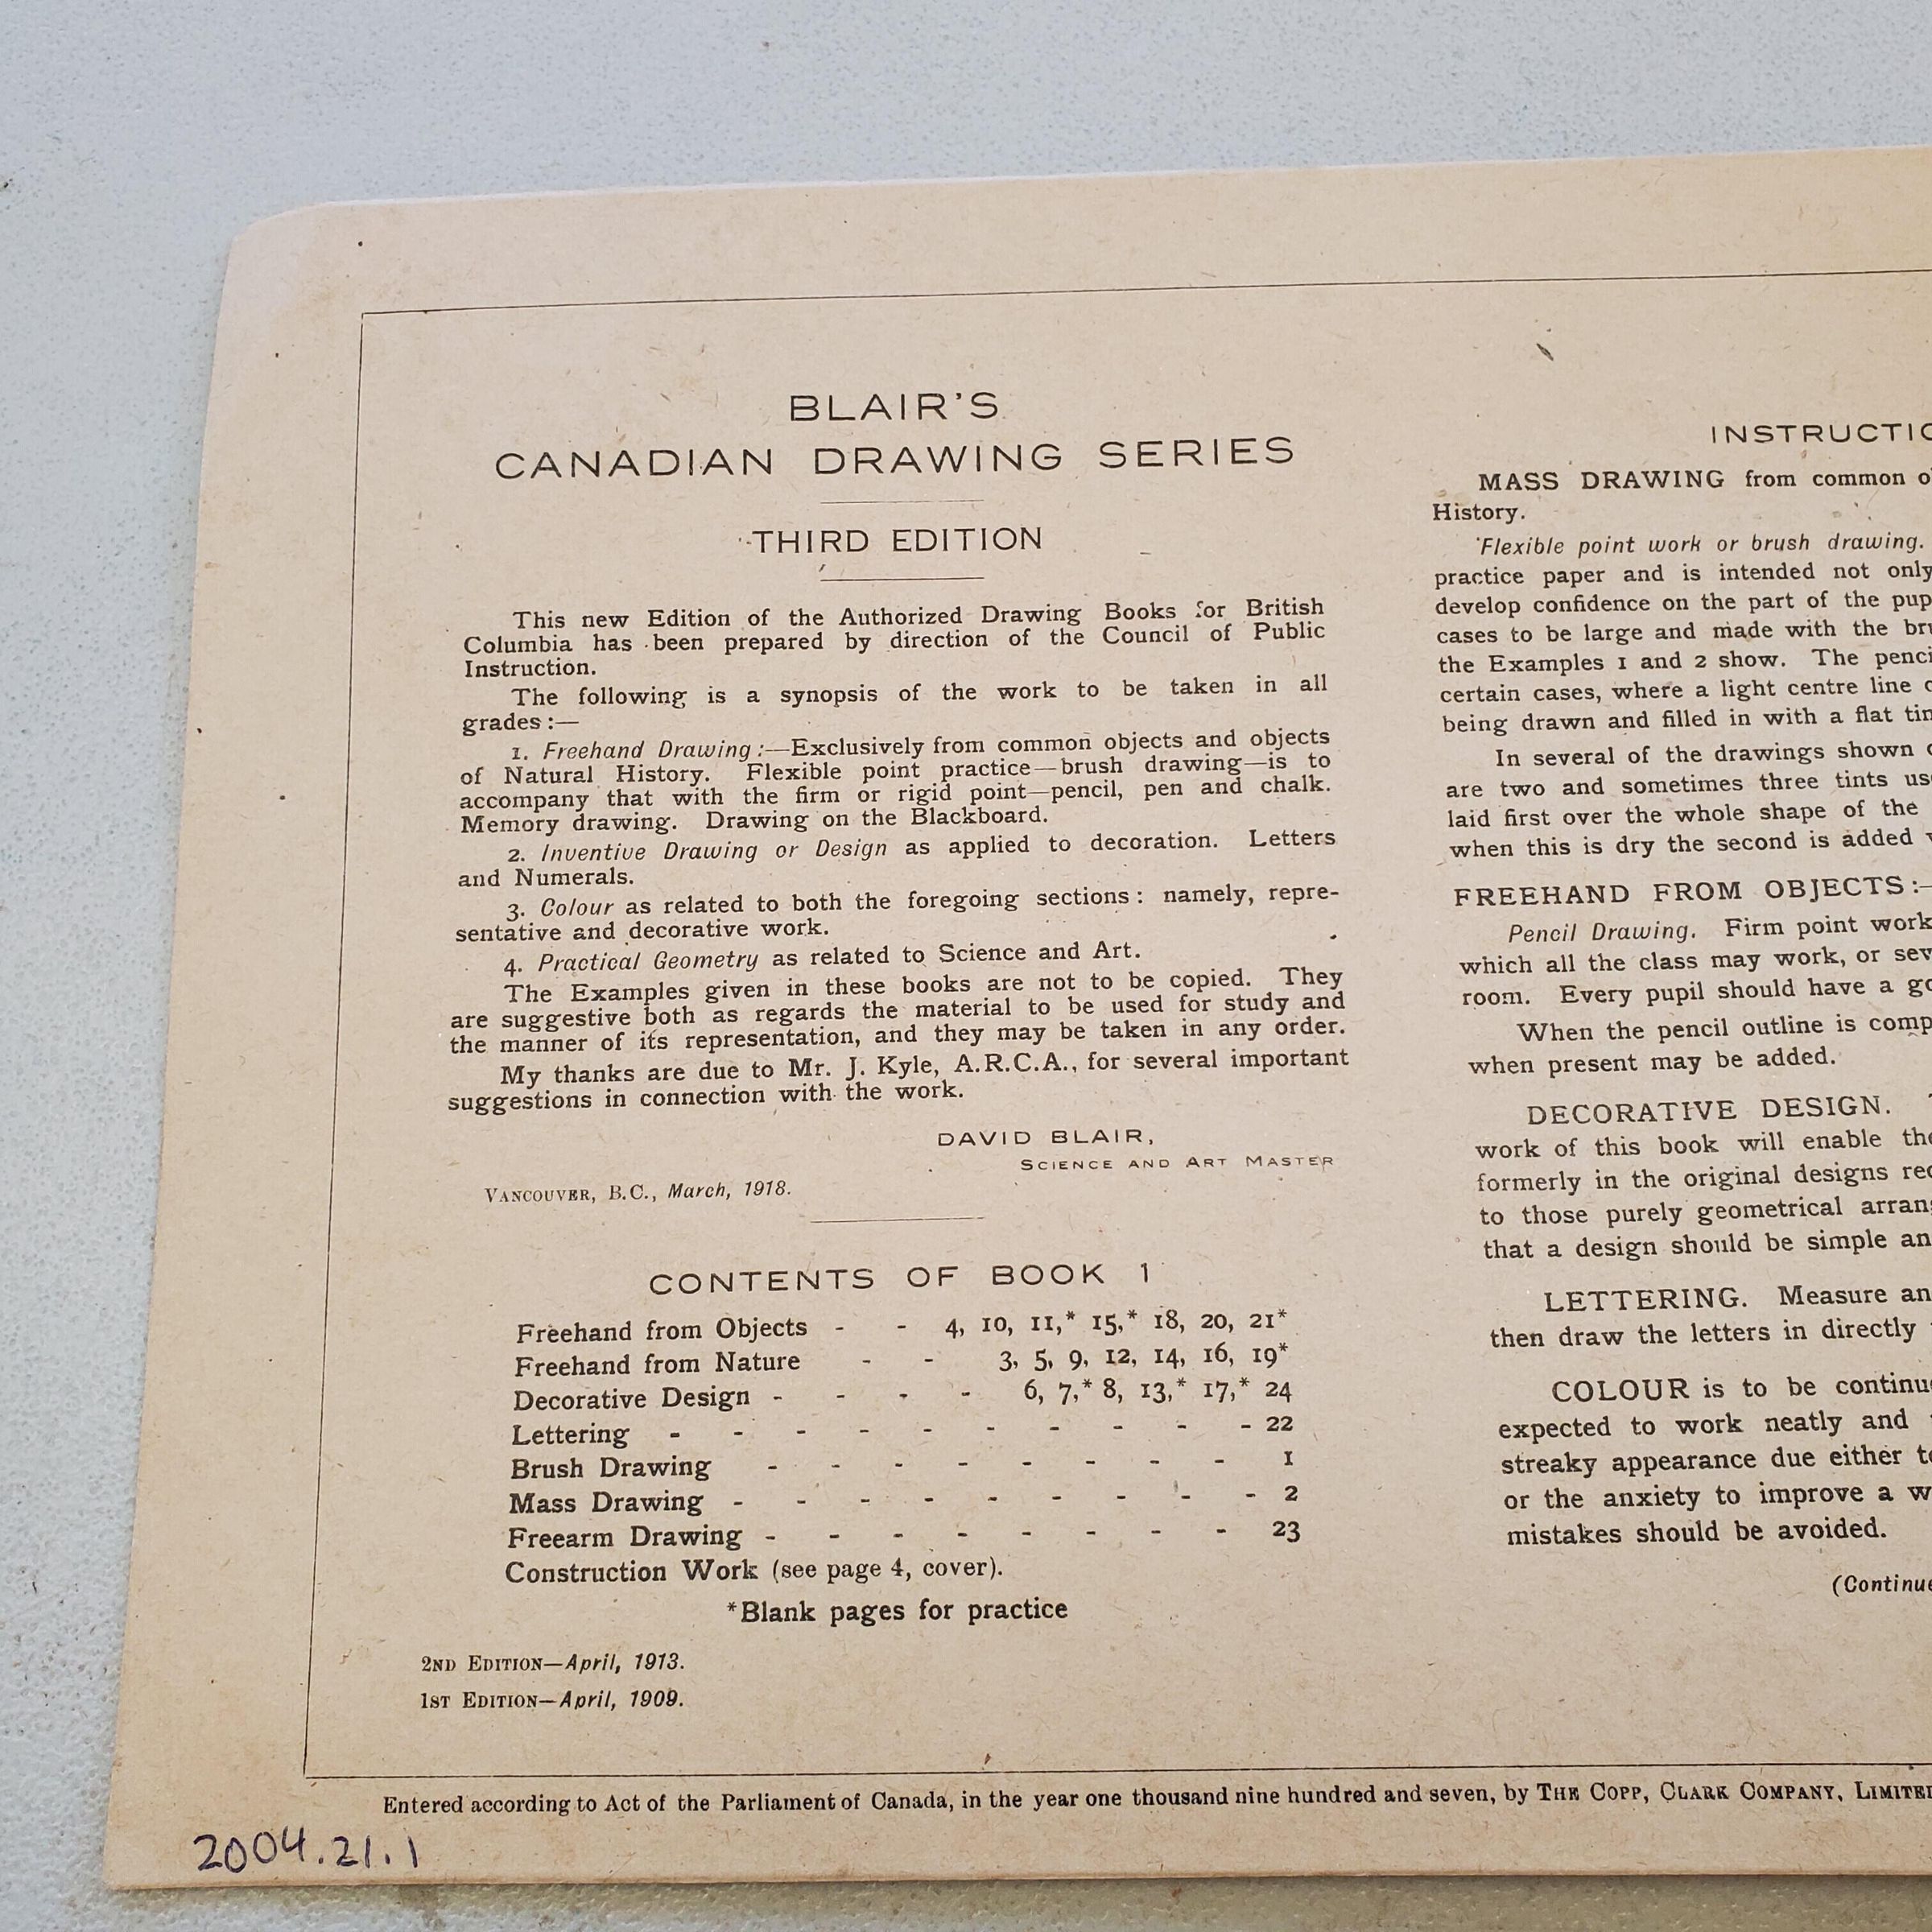 BLAIR'S
CANADIAN DRAWING SERIES
THIRD EDITION
This new Edition of the Authorized Drawing Books for British
Columbia has been prepared by direction of the Council of Public
Instruction.
The following is a synopsis of the work to be taken in all
grades:—
1. Freehand Drawing:—Exclusively from common objects and objects
of Natural History. Flexible point practice—brush drawing—is to
accompany that with the firm or rigid point—pencil, pen and chalk.
Memory drawing. Drawing on the Blackboard.
2. Inventive Drawing or Design as applied to decoration. Letters
and Numerals.
3. Colour as related to both the foregoing sections: namely, repre-
sentative and decorative work.
4. Practical Geometry as related to Science and Art.
The Examples given in these books are not to be copied. They
are suggestive both as regards the material to be used for study and
the manner of its representation, and they may be taken in any order.
My thanks are due to Mr. J. Kyle, A.R.C.A., for several important
suggestions in connection with the work.
DAVID BLAIR,
SCIENCE AND ART MASTER
VANCOUVER, B.C., March, 1918.
CONTENTS OF BOOK 1
Freehand from Objects - - 4, 10, 11,* 15,* 18, 20, 21*
Freehand from Nature - - 3, 5, 9, 12, 14, 16, 19*
Decorative Design - - - - 6, 7,* 8, 13,* 17,* 24
Lettering - - - - - - - - - - 22
Brush Drawing - - - - - - - - 1
Mass Drawing - - - - - - - - - 2
Freearm Drawing - - - - - - - - 23
Construction Work (see page 4, cover).
*Blank pages for practice
2ND EDITION—April, 1913.
1ST EDITION—April, 1909.
INSTRUCTIO
MASS DRAWING from common o
History.
Flexible point work or brush drawing.
practice paper and is intended not only
develop confidence on the part of the pup
cases to be large and made with the bru
the Examples 1 and 2 show. The penci
certain cases, where a light centre line
being drawn and filled in with a flat tin
In several of the drawings shown
are two and sometimes three tints us
laid first over the whole shape of the
when this is dry the second is added
FREEHAND FROM OBJECTS:—
Pencil Drawing. Firm point work
which all the class may work, or sev
room. Every pupil should have a go
When the pencil outline is comp
when present may be added.
DECORATIVE DESIGN.
work of this book will enable the
formerly in the original designs rec
to those purely geometrical arran
that a design should be simple an
LETTERING. Measure an
then draw the letters in directly
COLOUR is to be continu
expected to work neatly and
streaky appearance due either to
or the anxiety to improve a w
mistakes should be avoided.
(Continue
Entered according to Act of the Parliament of Canada, in the year one thousand nine hundred and seven, by THE COPP, CLARK COMPANY, LIMITED
2004.21.1